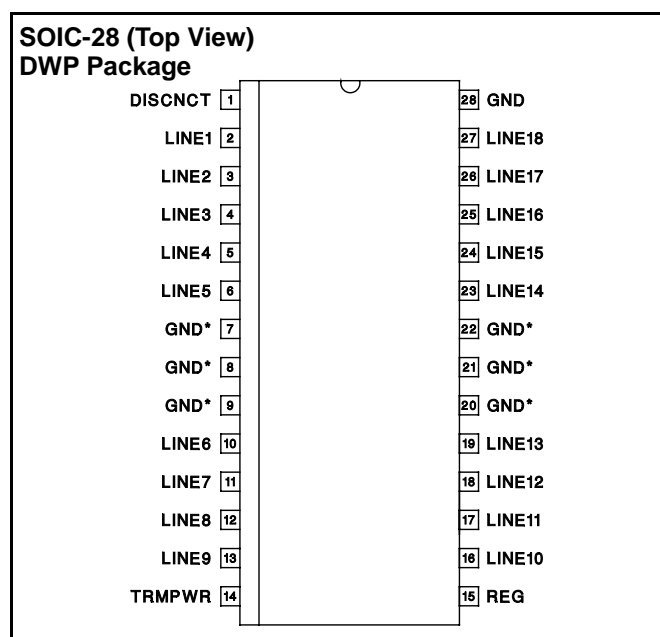 SOIC-28 (Top View)
DWP Package
DISCNCT 1 28 GND
LINE1 2 27 LINE18
LINE2 3 26 LINE17
LINE3 4 25 LINE16
LINE4 5 24 LINE15
LINE5 6 23 LINE14
GND* 7 22 GND*
GND* 8 21 GND*
GND* 9 20 GND*
LINE6 10 19 LINE13
LINE7 11 18 LINE12
LINE8 12 17 LINE11
LINE9 13 16 LINE10
TRMPWR 14 15 REG